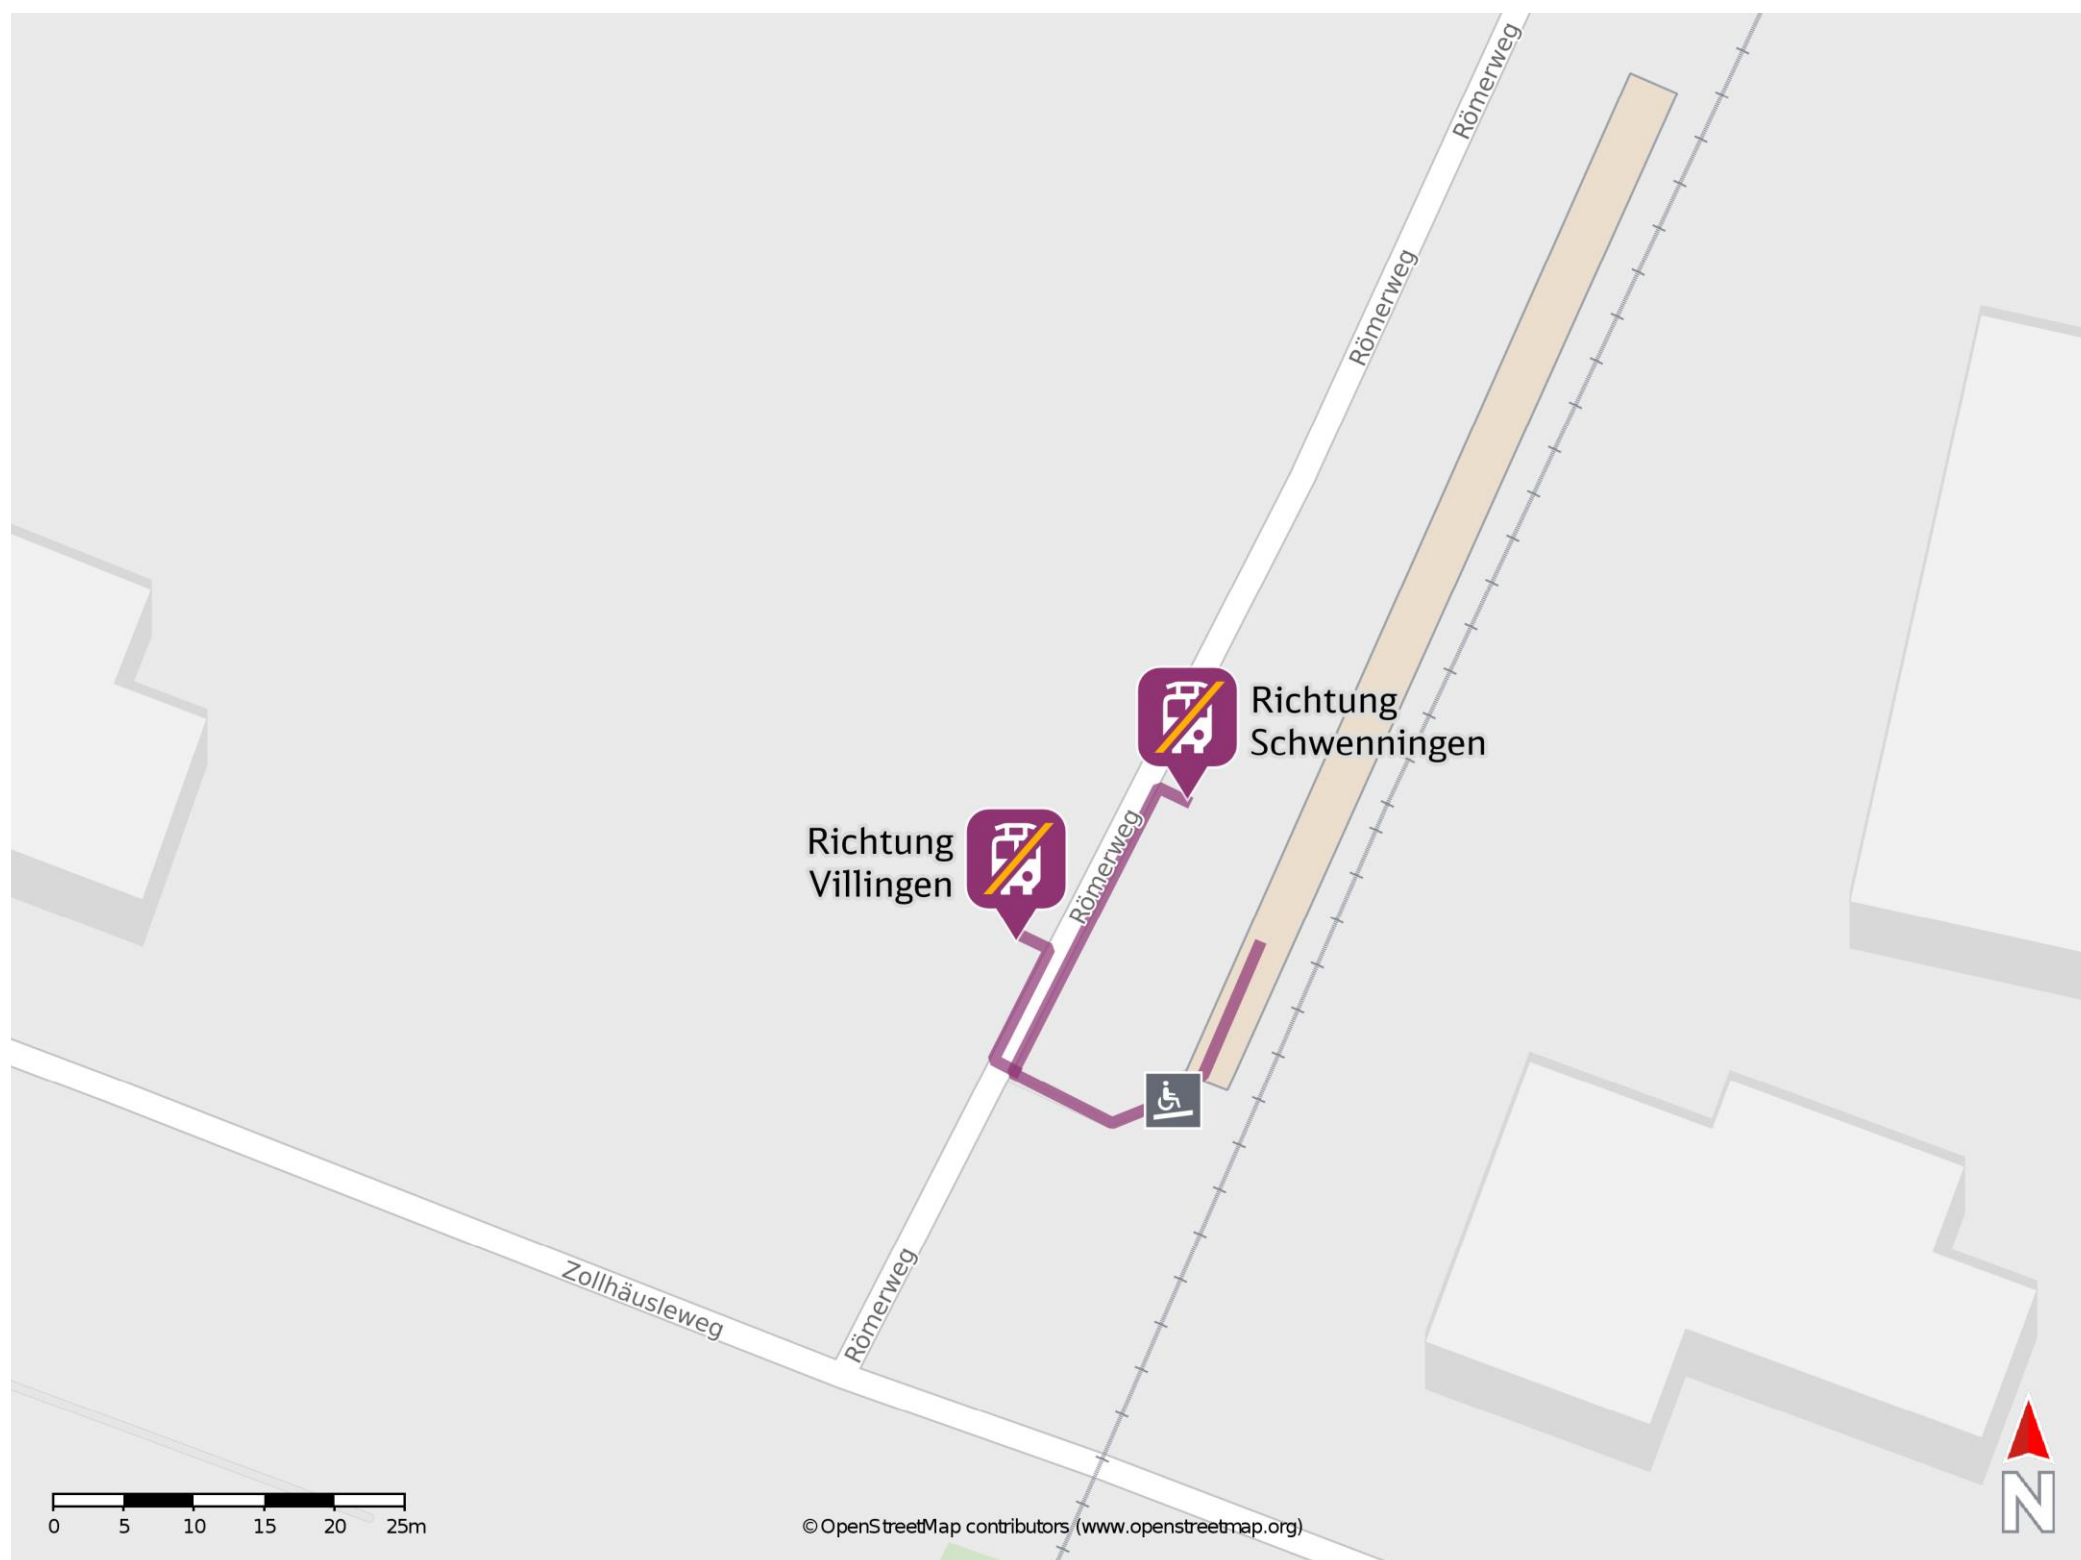 Römerweg
Römerweg
Richtung
Schwenningen
Römerweg
Richtung
Villingen
Römerweg
Zollhäusleweg
N
0 5 10 15 20 25m
© OpenStreetMap contributors (www.openstreetmap.org)